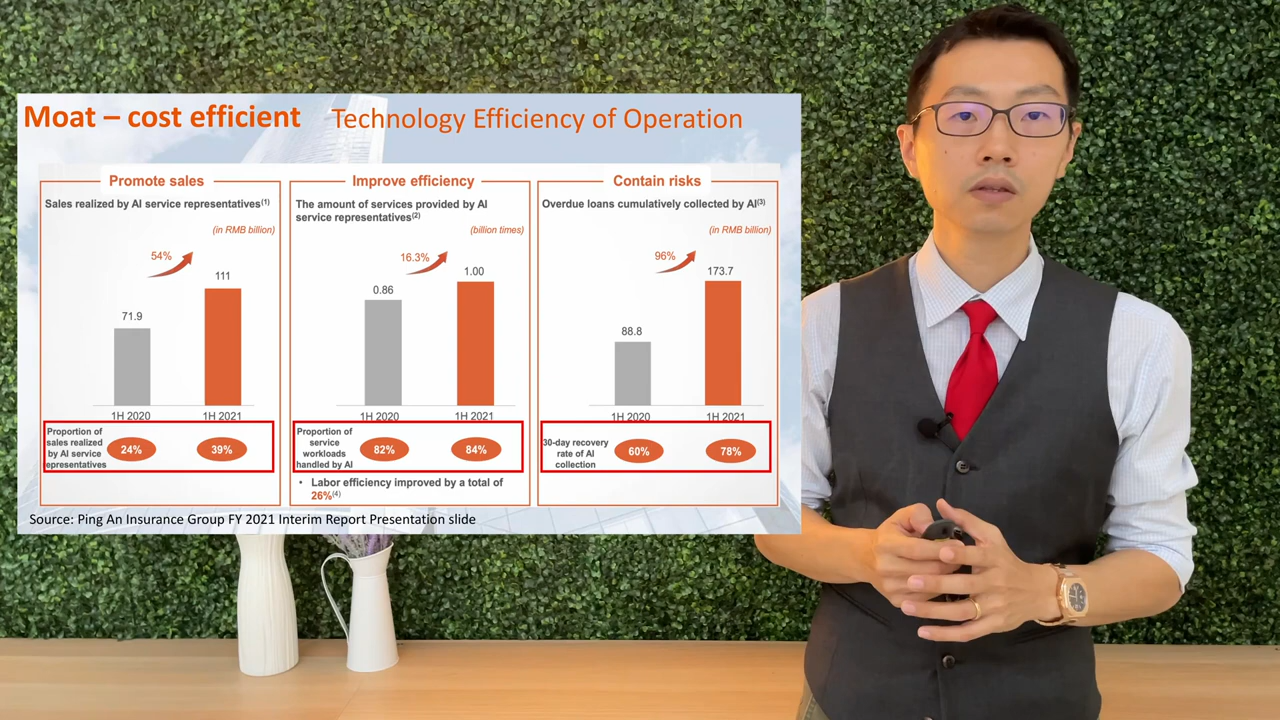 Moat – cost efficient Technology Efficiency of Operation
Promote sales
Sales realized by AI service representatives(1)
(in RMB billion)
54%
71.9
111
1H 2020 1H 2021
Proportion of
sales realized
by AI service
epresentatives
24% 39%
Improve efficiency
The amount of services provided by AI
service representatives(2)
(billion times)
16.3%
0.86
1.00
1H 2020 1H 2021
Proportion of
service
workloads
handled by AI
82% 84%
• Labor efficiency improved by a total of
26%(4)
Contain risks
Overdue loans cumulatively collected by AI(3)
(in RMB billion)
96%
88.8
173.7
1H 2020 1H 2021
30-day recovery
rate of AI
collection
60% 78%
Source: Ping An Insurance Group FY 2021 Interim Report Presentation slide